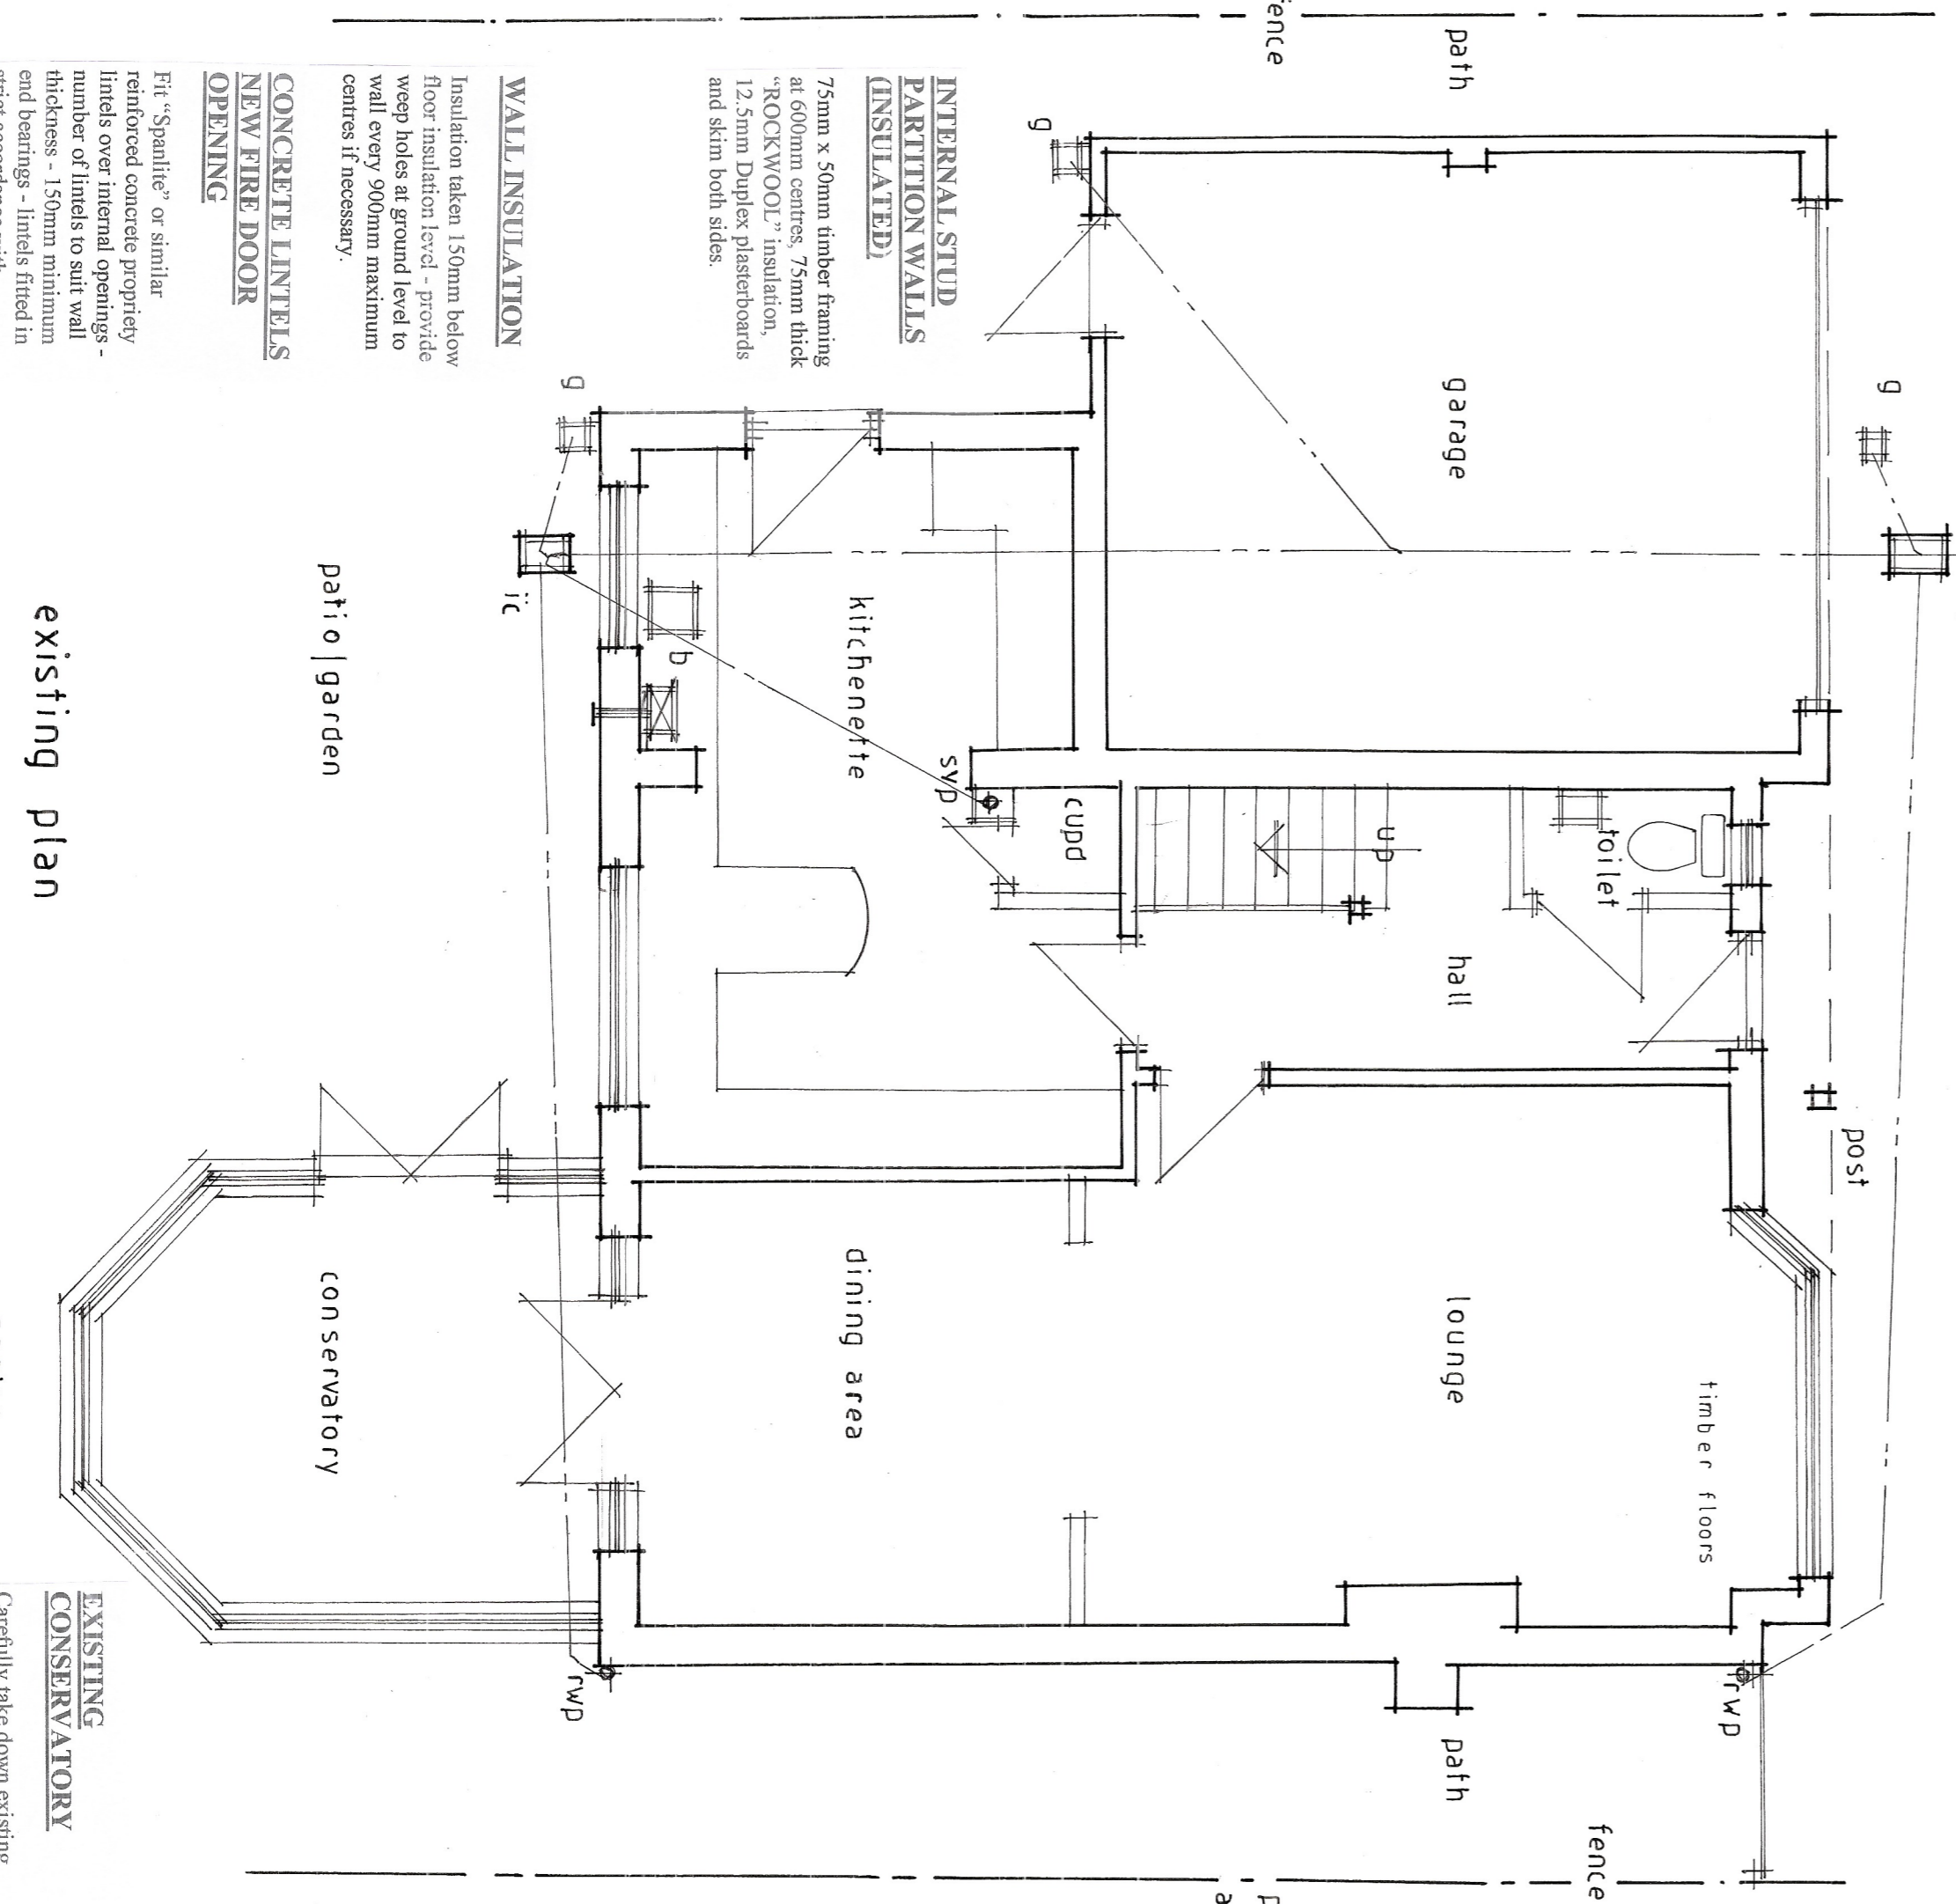 fence
path
INTERNAL STUD
PARTITION WALLS
(INSULATED)
75mm x 50mm timber framing
at 600mm centres, 75mm thick
"ROCKWOOL" insulation,
12.5mm Duplex plasterboards
and skim both sides.
WALL INSULATION
Insulation taken 150mm below
floor insulation level - provide
weep holes at ground level to
wall every 900mm maximum
centres if necessary.
CONCRETE LINTELS
NEW FIRE DOOR
OPENING
Fit "Spanlite" or similar
reinforced concrete propriety
lintels over internal openings -
number of lintels to suit wall
thickness - 150mm minimum
end bearings - lintels fitted in
g
g
g
garage
ic
b
kitchenette
svp
cupd
up
toilet
hall
post
patio|garden
existing plan
lounge
timber floors
dining area
conservatory
rwp
rwp
path
fence
EXISTING
CONSERVATORY
Carefully take down existing